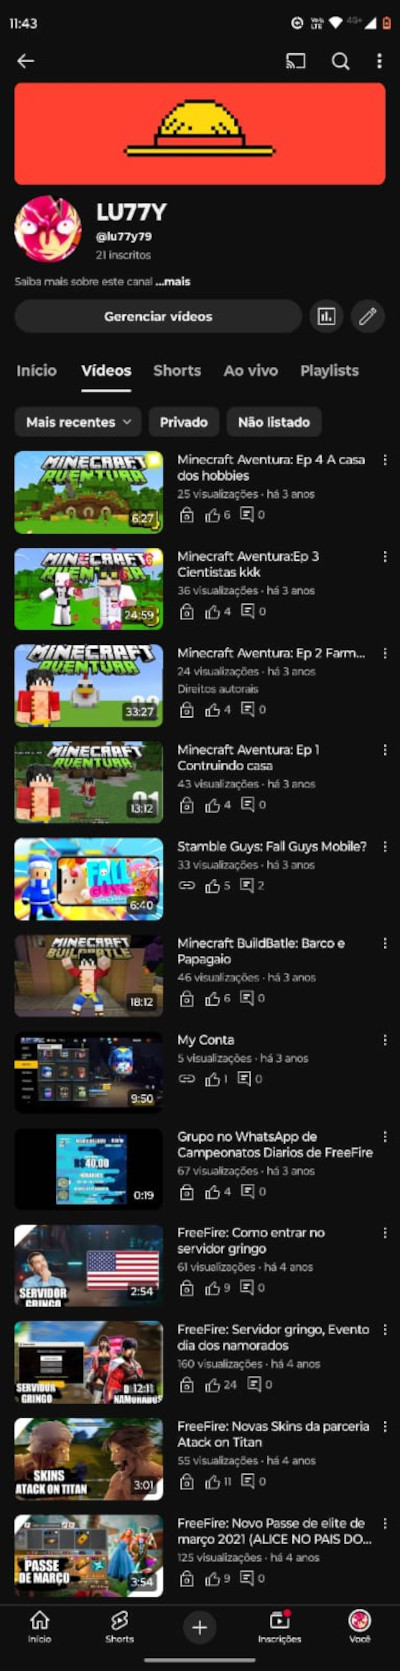 11:43
Vo))
LTE
4G+
LU77Y
@lu77y79
21 inscritos
Saiba mais sobre este canal ...mais
Gerenciar vídeos
Início Vídeos Shorts Ao vivo Playlists
Mais recentes Privado Não listado
MINECRAFT
AVENTURA
6:27
Minecraft Aventura: Ep 4 A casa
dos hobbies
25 visualizações · há 3 anos
6 0
MINECRAFT
AVENTURA
24:59
Minecraft Aventura:Ep 3
Cientistas kkk
36 visualizações · há 3 anos
4 0
MINECRAFT
AVENTURA
33:27
Minecraft Aventura: Ep 2 Farm...
24 visualizações · há 3 anos
Direitos autorais
4 0
MINECRAFT
AVENTURA
01
13:12
Minecraft Aventura: Ep 1
Contruindo casa
43 visualizações · há 3 anos
4 0
FALL
GUYS
6:40
Stamble Guys: Fall Guys Mobile?
33 visualizações · há 3 anos
5 2
MINECRAFT
BUILDBATLE
18:12
Minecraft BuildBatle: Barco e
Papagaio
46 visualizações · há 3 anos
6 0
9:50
My Conta
5 visualizações · há 3 anos
1 0
R$40,00
0:19
Grupo no WhatsApp de
Campeonatos Diarios de FreeFire
67 visualizações · há 3 anos
4 0
SERVIDOR
GRINGO
2:54
FreeFire: Como entrar no
servidor gringo
61 visualizações · há 4 anos
9 0
SERVIDOR
GRINGO
NAMORADOS
12:11
FreeFire: Servidor gringo, Evento
dia dos namorados
160 visualizações · há 4 anos
24 0
SKINS
ATACK ON TITAN
3:01
FreeFire: Novas Skins da parceria
Atack on Titan
55 visualizações · há 4 anos
11 0
PASSE
DE MARÇO
3:54
FreeFire: Novo Passe de elite de
março 2021 (ALICE NO PAIS DO...
125 visualizações · há 4 anos
9 0
Início Shorts Inscrições Você